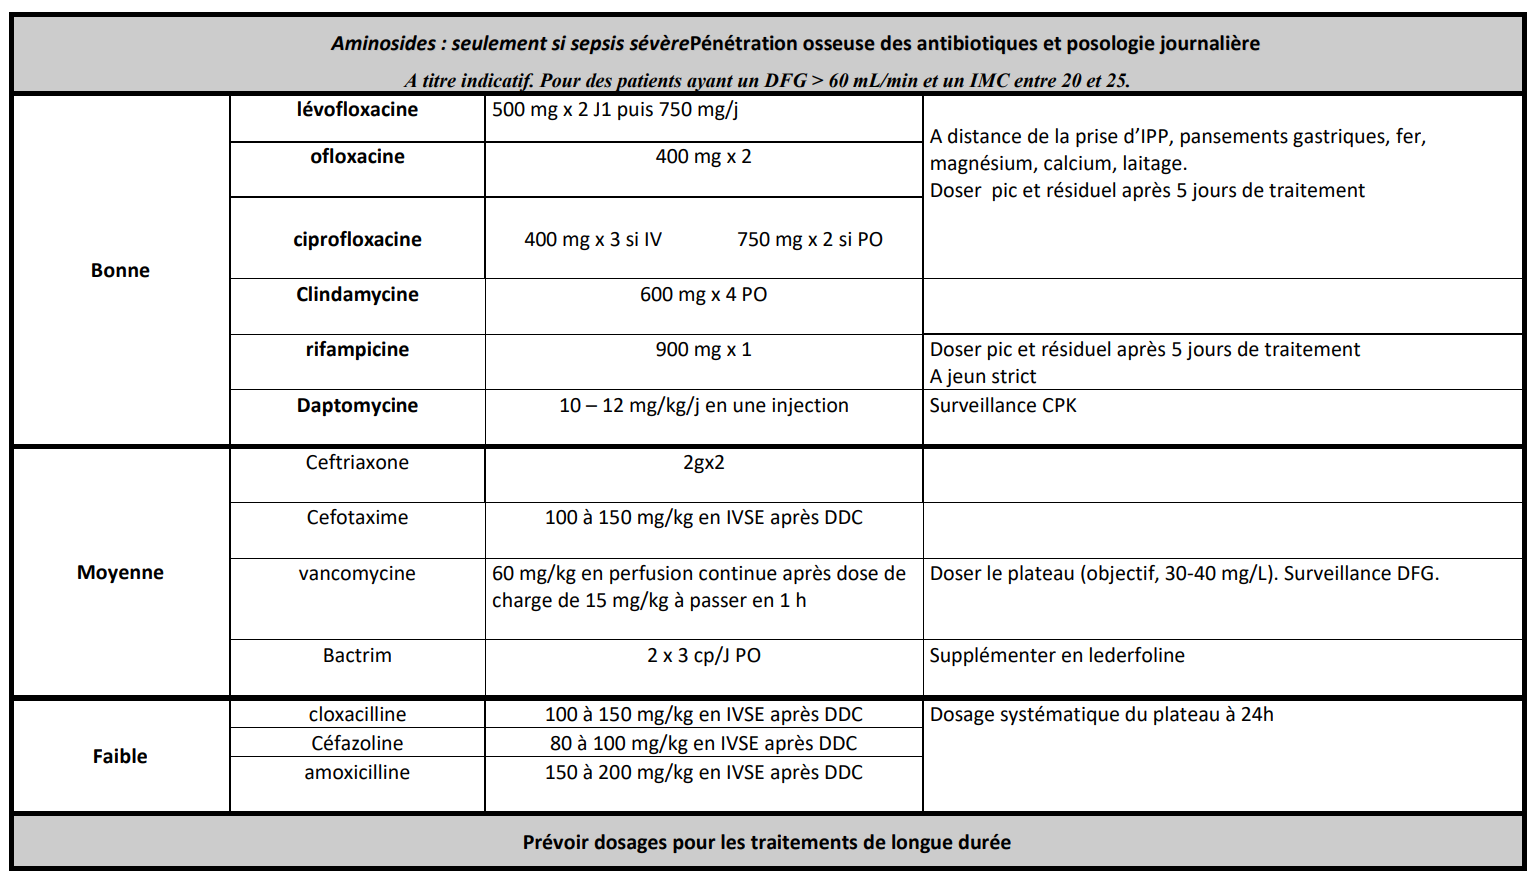 Aminosides : seulement si sepsis sévèrePénétration osseuse des antibiotiques et posologie journalière
A titre indicatif. Pour des patients ayant un DFG > 60 mL/min et un IMC entre 20 et 25.
Bonne
lévofloxacine
500 mg x 2 J1 puis 750 mg/j
A distance de la prise d’IPP, pansements gastriques, fer,
magnésium, calcium, laitage.
Doser  pic et résiduel après 5 jours de traitement
ofloxacine
400 mg x 2
ciprofloxacine
400 mg x 3 si IV 750 mg x 2 si PO
Clindamycine
600 mg x 4 PO
rifampicine
900 mg x 1
Doser pic et résiduel après 5 jours de traitement
A jeun strict
Daptomycine
10 – 12 mg/kg/j en une injection
Surveillance CPK
Moyenne
Ceftriaxone
2gx2
Cefotaxime
100 à 150 mg/kg en IVSE après DDC
vancomycine
60 mg/kg en perfusion continue après dose de
charge de 15 mg/kg à passer en 1 h
Doser le plateau (objectif, 30-40 mg/L). Surveillance DFG.
Bactrim
2 x 3 cp/J PO
Supplémenter en lederfoline
Faible
cloxacilline
100 à 150 mg/kg en IVSE après DDC
Dosage systématique du plateau à 24h
Céfazoline
80 à 100 mg/kg en IVSE après DDC
amoxicilline
150 à 200 mg/kg en IVSE après DDC
Prévoir dosages pour les traitements de longue durée